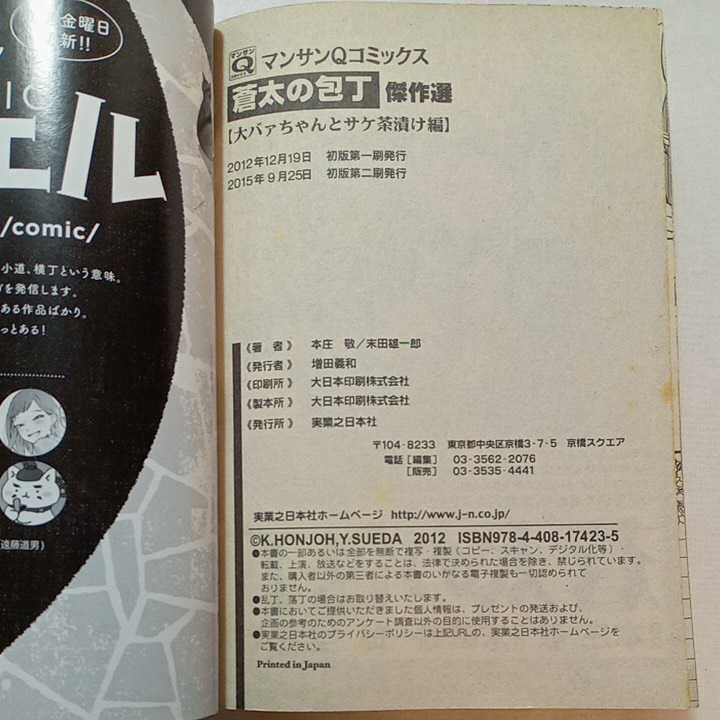 金曜日
新!!
IC
エル
/comic/
小道、横丁という意味。
を発信します。
ある作品ばかり。
っとある!
遠藤道男)
マンサン
Q
マンサンQコミックス
蒼太の包丁 傑作選
【大バァちゃんとサケ茶漬け編】
2012年12月19日 初版第一刷発行
2015年9月25日 初版第二刷発行
《著 者》 本庄 敬/末田雄一郎
《発行者》 増田義和
《印刷所》 大日本印刷株式会社
《製本所》 大日本印刷株式会社
《発行所》 実業之日本社
〒104-8233 東京都中央区京橋3-7-5 京橋スクエア
電話[編集] 03-3562-2076
[販売] 03-3535-4441
実業之日本社ホームページ http://www.j-n.co.jp/
©K.HONJOH,Y.SUEDA 2012 ISBN978-4-408-17423-5
●本書の一部あるいは全部を無断で複写・複製(コピー、スキャン、デジタル化等)・
転載、上演、放送などをすることは、法律で決められた場合を除き、禁じられています。
また、購入者以外の第三者による本書のいかなる電子複製も一切認められて
おりません。
●乱丁、落丁の場合はお取り替えいたします。
●本書においてご提供いただきました個人情報は、プレゼントの発送および、
企画の参考のためのアンケート調査以外の目的に使用することはありません。
●実業之日本社のプライバシーポリシーは上記URLの、実業之日本社ホームページを
ご覧ください。
Printed in Japan